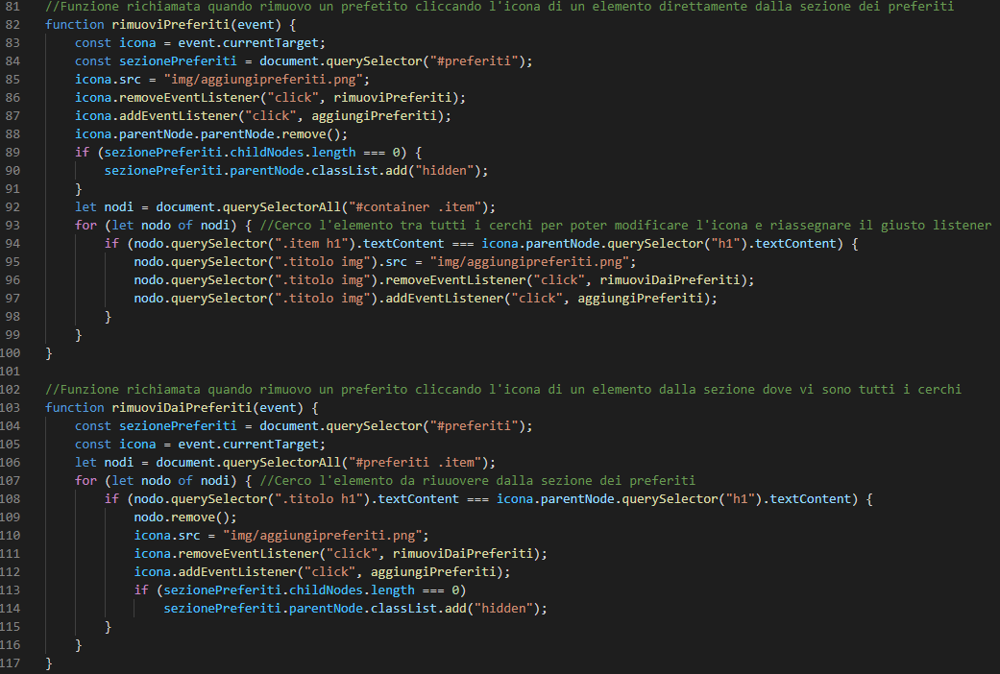 81 //Funzione richiamata quando rimuovo un prefetito cliccando l'icona di un elemento direttamente dalla sezione dei preferiti
82 function rimuoviPreferiti(event) {
83     const icona = event.currentTarget;
84     const sezionePreferiti = document.querySelector("#preferiti");
85     icona.src = "img/aggiungipreferiti.png";
86     icona.removeEventListener("click", rimuoviPreferiti);
87     icona.addEventListener("click", aggiungiPreferiti);
88     icona.parentNode.parentNode.remove();
89     if (sezionePreferiti.childNodes.length === 0) {
90         sezionePreferiti.parentNode.classList.add("hidden");
91     }
92     let nodi = document.querySelectorAll("#container .item");
93     for (let nodo of nodi) { //Cerco l'elemento tra tutti i cerchi per poter modificare l'icona e riassegnare il giusto listener
94         if (nodo.querySelector(".item h1").textContent === icona.parentNode.querySelector("h1").textContent) {
95             nodo.querySelector(".titolo img").src = "img/aggiungipreferiti.png";
96             nodo.querySelector(".titolo img").removeEventListener("click", rimuoviDaiPreferiti);
97             nodo.querySelector(".titolo img").addEventListener("click", aggiungiPreferiti);
98         }
99     }
100 }
101
102 //Funzione richiamata quando rimuovo un preferito cliccando l'icona di un elemento dalla sezione dove vi sono tutti i cerchi
103 function rimuoviDaiPreferiti(event) {
104     const sezionePreferiti = document.querySelector("#preferiti");
105     const icona = event.currentTarget;
106     let nodi = document.querySelectorAll("#preferiti .item");
107     for (let nodo of nodi) { //Cerco l'elemento da riuuovere dalla sezione dei preferiti
108         if (nodo.querySelector(".titolo h1").textContent === icona.parentNode.querySelector("h1").textContent) {
109             nodo.remove();
110             icona.src = "img/aggiungipreferiti.png";
111             icona.removeEventListener("click", rimuoviDaiPreferiti);
112             icona.addEventListener("click", aggiungiPreferiti);
113             if (sezionePreferiti.childNodes.length === 0)
114                 sezionePreferiti.parentNode.classList.add("hidden");
115         }
116     }
117 }